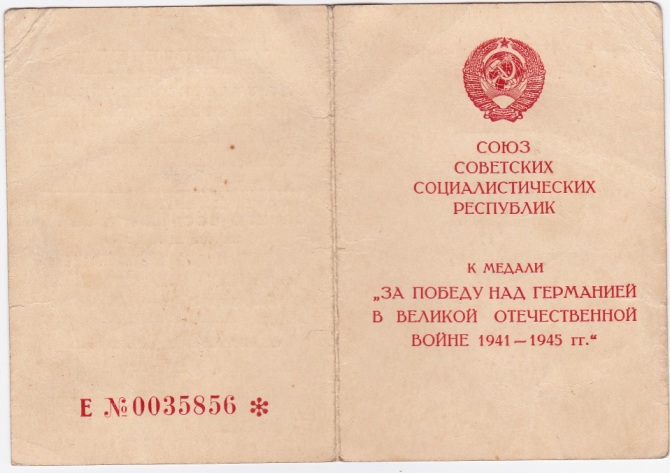 Е №0035856 *
СОЮЗ
СОВЕТСКИХ
СОЦИАЛИСТИЧЕСКИХ
РЕСПУБЛИК
К МЕДАЛИ
„ЗА ПОБЕДУ НАД ГЕРМАНИЕЙ
В ВЕЛИКОЙ ОТЕЧЕСТВЕННОЙ
ВОЙНЕ 1941—1945 гг.“